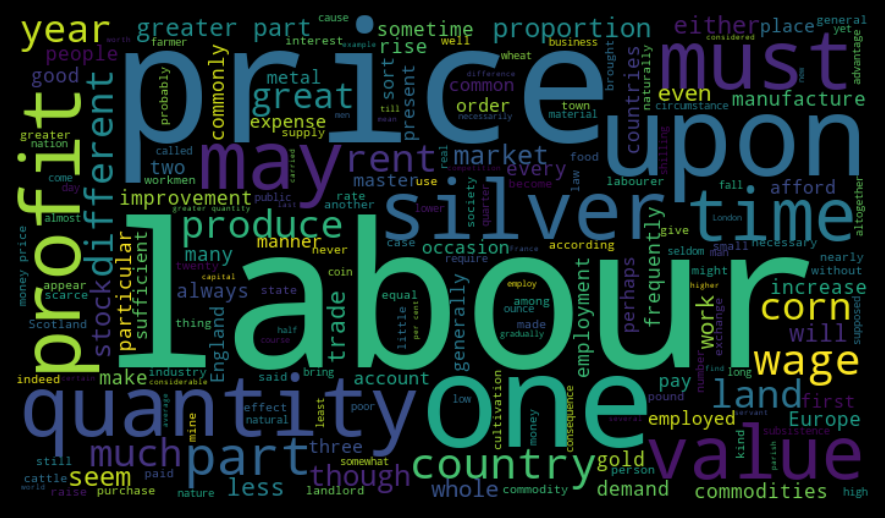 year
greater part
sometime
proportion
either
place
general
yet
cause
farmer
interest
example
well
business
considered
worth
people
rise
wheat
brought
naturally
advantage
good
metal
sort
present
price
must
even
manufacture
great
commonly
expense
supply
order
common
difference
town
material
countries
circumstance
new
probably
till
mean
men
necessarily
nation
greater
called
two
real
competition
shilling
profit
different
may
rent
market
every
food
upon
come
day
workmen
carried
master
use
become
law
labourer
fall
afford
altogether
improvement
rate
another
society
almost
public
last
lower
quarter
silver
time
London
money price
appear
produce
greater quantity
manner
never
case
occasion
France
according
seldom
man
small
necessary
give
many
particular
sufficient
twenty
capital
require
perhaps
frequently
nearly
might
without
stock
always
state
coin
equal
among
employ
higher
increase
scarce
thing
England
trade
little
per cent
generally
ounce
made
employment
work
number
exchange
corn
will
supposed
Scotland
half
course
gradually
labour
industry
bring
indeed
make
certain
considerable
said
account
low
pay
find
long
wage
average
effect
natural
mine
least
poor
cultivation
money
consequence
pound
land
first
quantity
one
several
employed
servant
kind
Europe
subsistence
parish
still
much
part
three
somewhat
though
country
gold
person
value
cattle
seem
paid
less
whole
demand
commodities
high
world
raise
purchase
nature
landlord
commodity